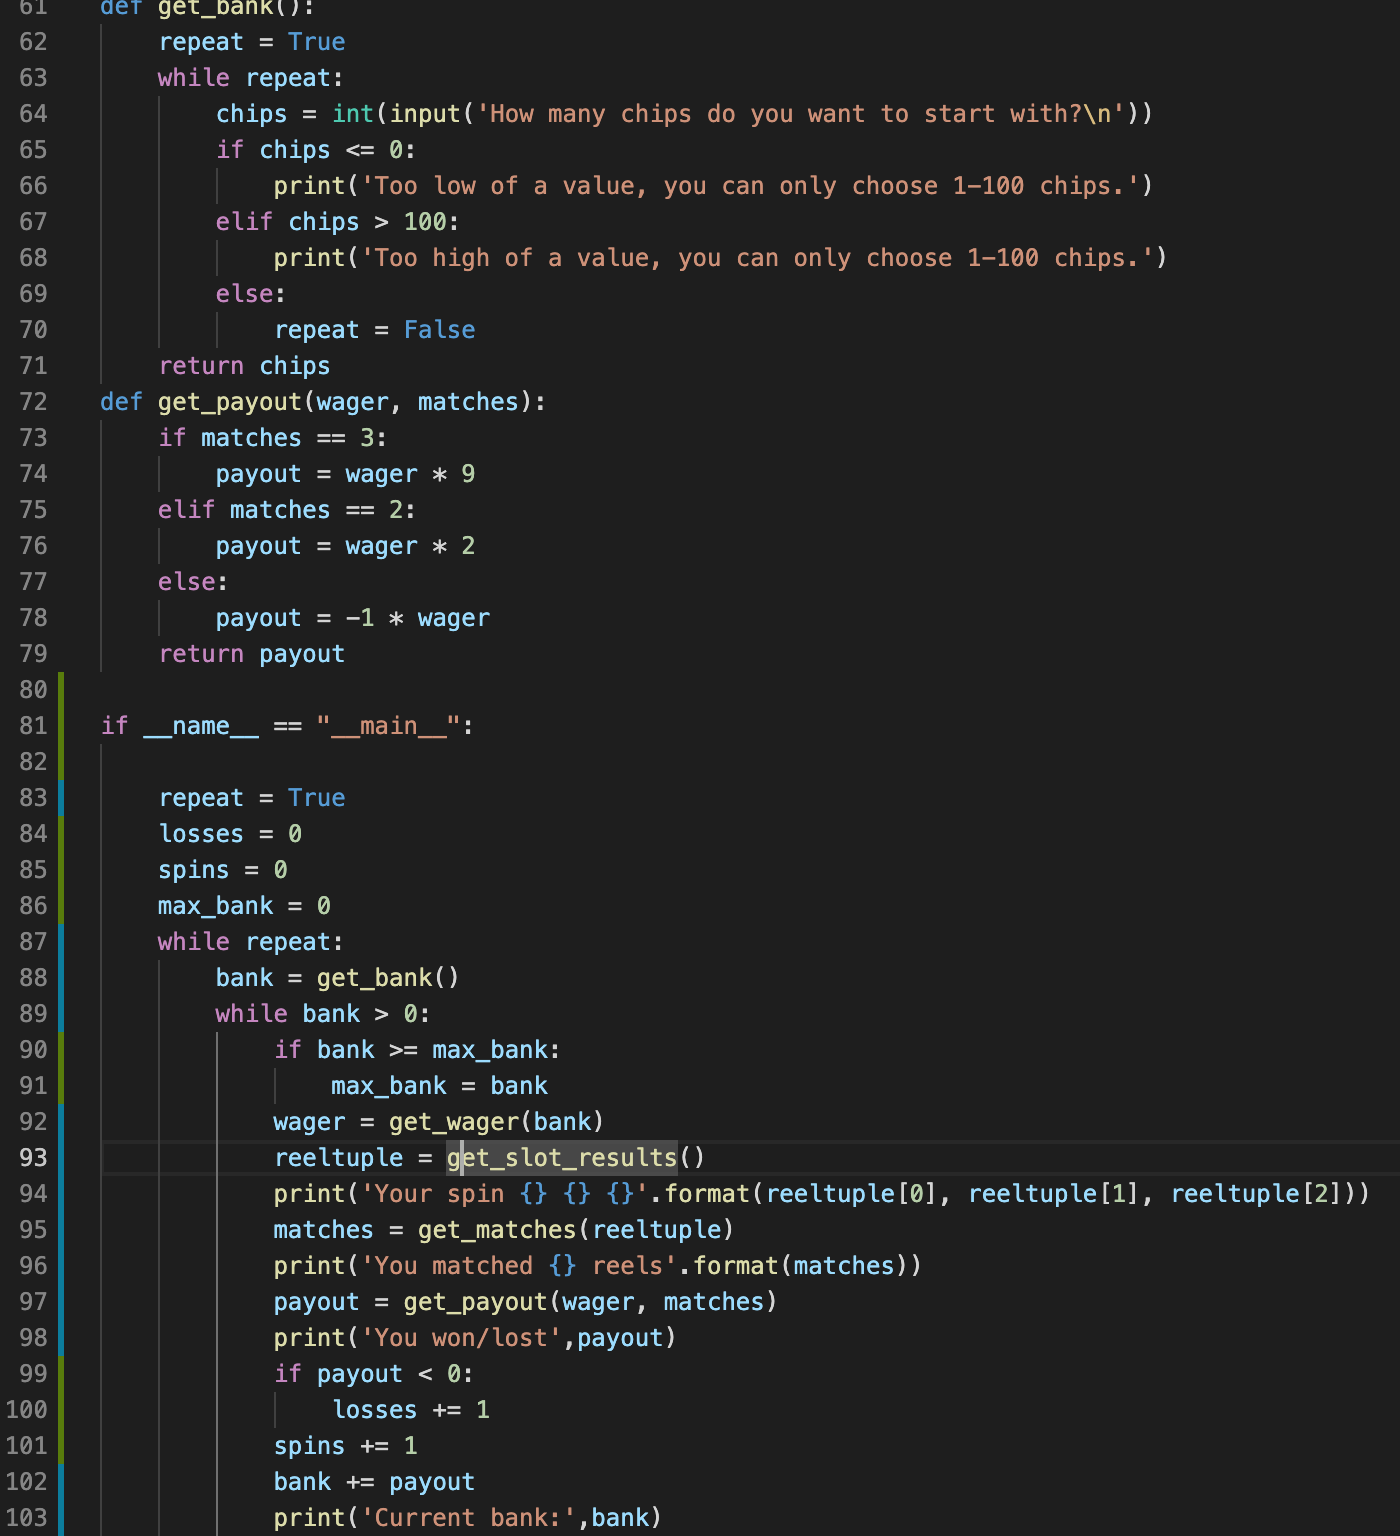 61 def get_bank():
62     repeat = True
63     while repeat:
64         chips = int(input('How many chips do you want to start with?\n'))
65         if chips <= 0:
66             print('Too low of a value, you can only choose 1-100 chips.')
67         elif chips > 100:
68             print('Too high of a value, you can only choose 1-100 chips.')
69         else:
70             repeat = False
71     return chips
72 def get_payout(wager, matches):
73     if matches == 3:
74         payout = wager * 9
75     elif matches == 2:
76         payout = wager * 2
77     else:
78         payout = -1 * wager
79     return payout
80
81 if __name__ == "__main__":
82
83     repeat = True
84     losses = 0
85     spins = 0
86     max_bank = 0
87     while repeat:
88         bank = get_bank()
89         while bank > 0:
90             if bank >= max_bank:
91                 max_bank = bank
92             wager = get_wager(bank)
93             reeltuple = get_slot_results()
94             print('Your spin {} {} {}'.format(reeltuple[0], reeltuple[1], reeltuple[2]))
95             matches = get_matches(reeltuple)
96             print('You matched {} reels'.format(matches))
97             payout = get_payout(wager, matches)
98             print('You won/lost',payout)
99             if payout < 0:
100                 losses += 1
101             spins += 1
102             bank += payout
103             print('Current bank:',bank)